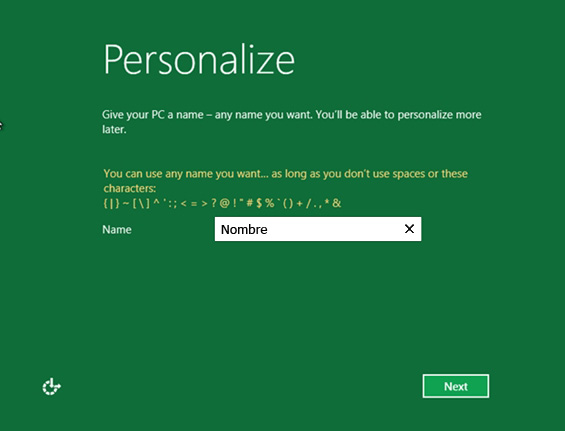 Personalize
Give your PC a name – any name you want. You'll be able to personalize more
later.
You can use any name you want... as long as you don't use spaces or these
characters:
{ | } ~ [ \ ] ^ ' : ; < = > ? @ ! " # $ % ` ( ) + / . , * &
Name
Nombre
Next